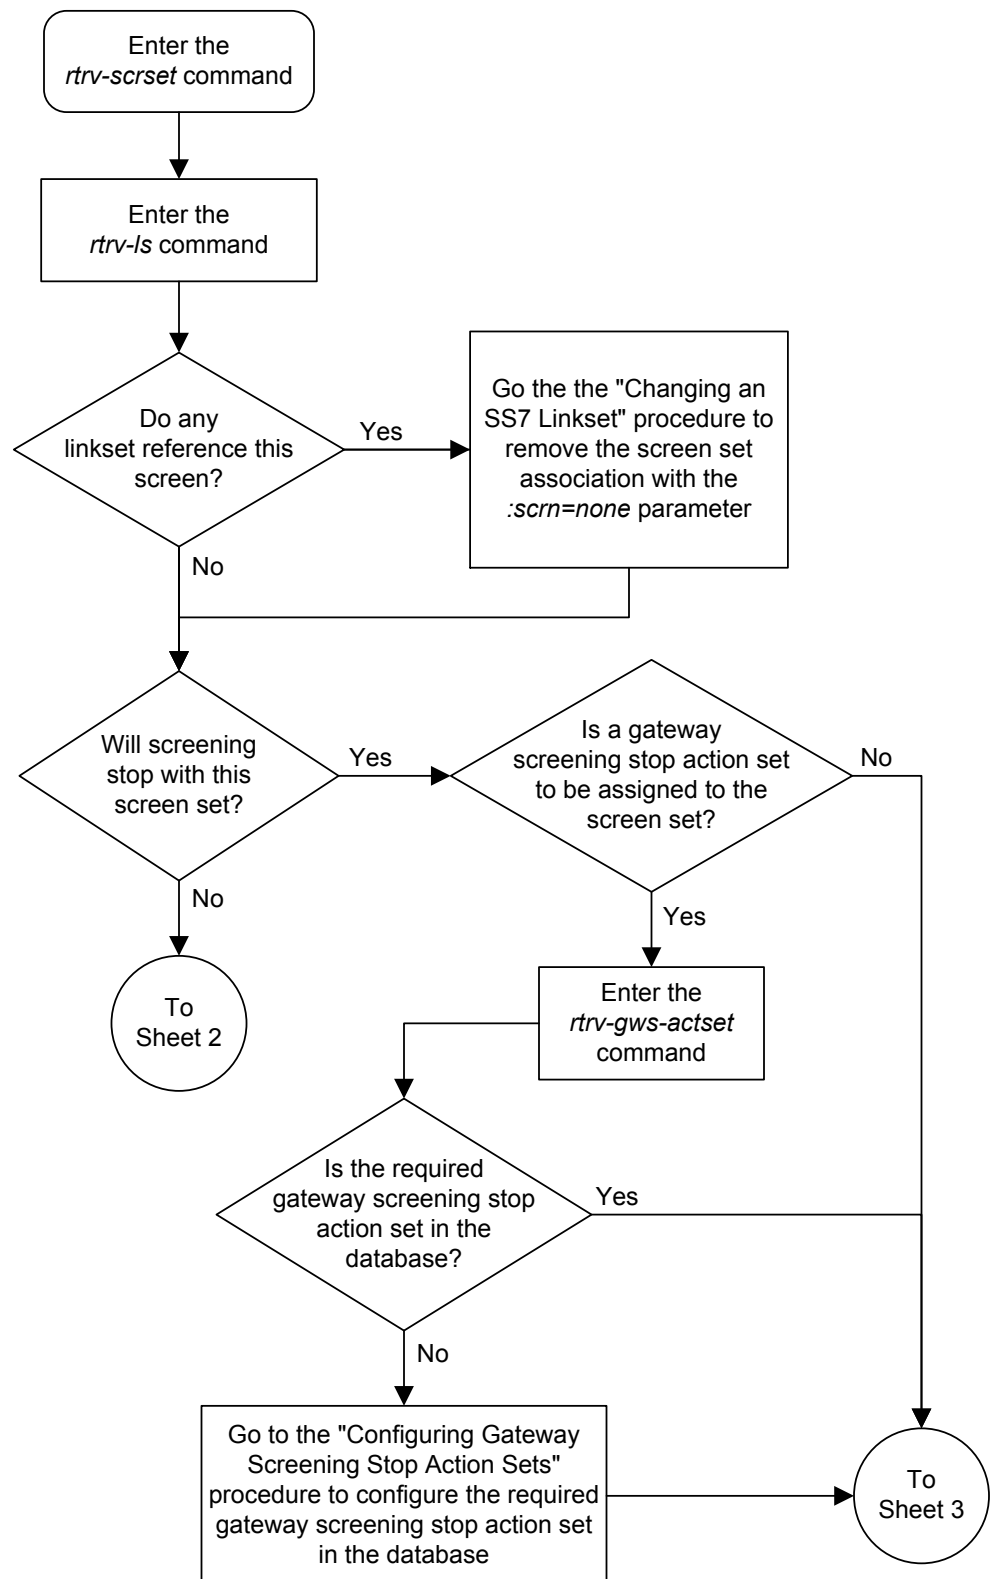 Enter the
rtrv-scrset command
Enter the
rtrv-ls command
Do any
linkset reference this
screen?
Yes
Go the the "Changing an
SS7 Linkset" procedure to
remove the screen set
association with the
:scrn=none parameter
No
Will screening
stop with this
screen set?
Yes
Is a gateway
screening stop action set
to be assigned to the
screen set?
No
No
To
Sheet 2
Yes
Enter the
rtrv-gws-actset
command
Is the required
gateway screening stop
action set in the
database?
Yes
No
Go to the "Configuring Gateway
Screening Stop Action Sets"
procedure to configure the required
gateway screening stop action set
in the database
To
Sheet 3